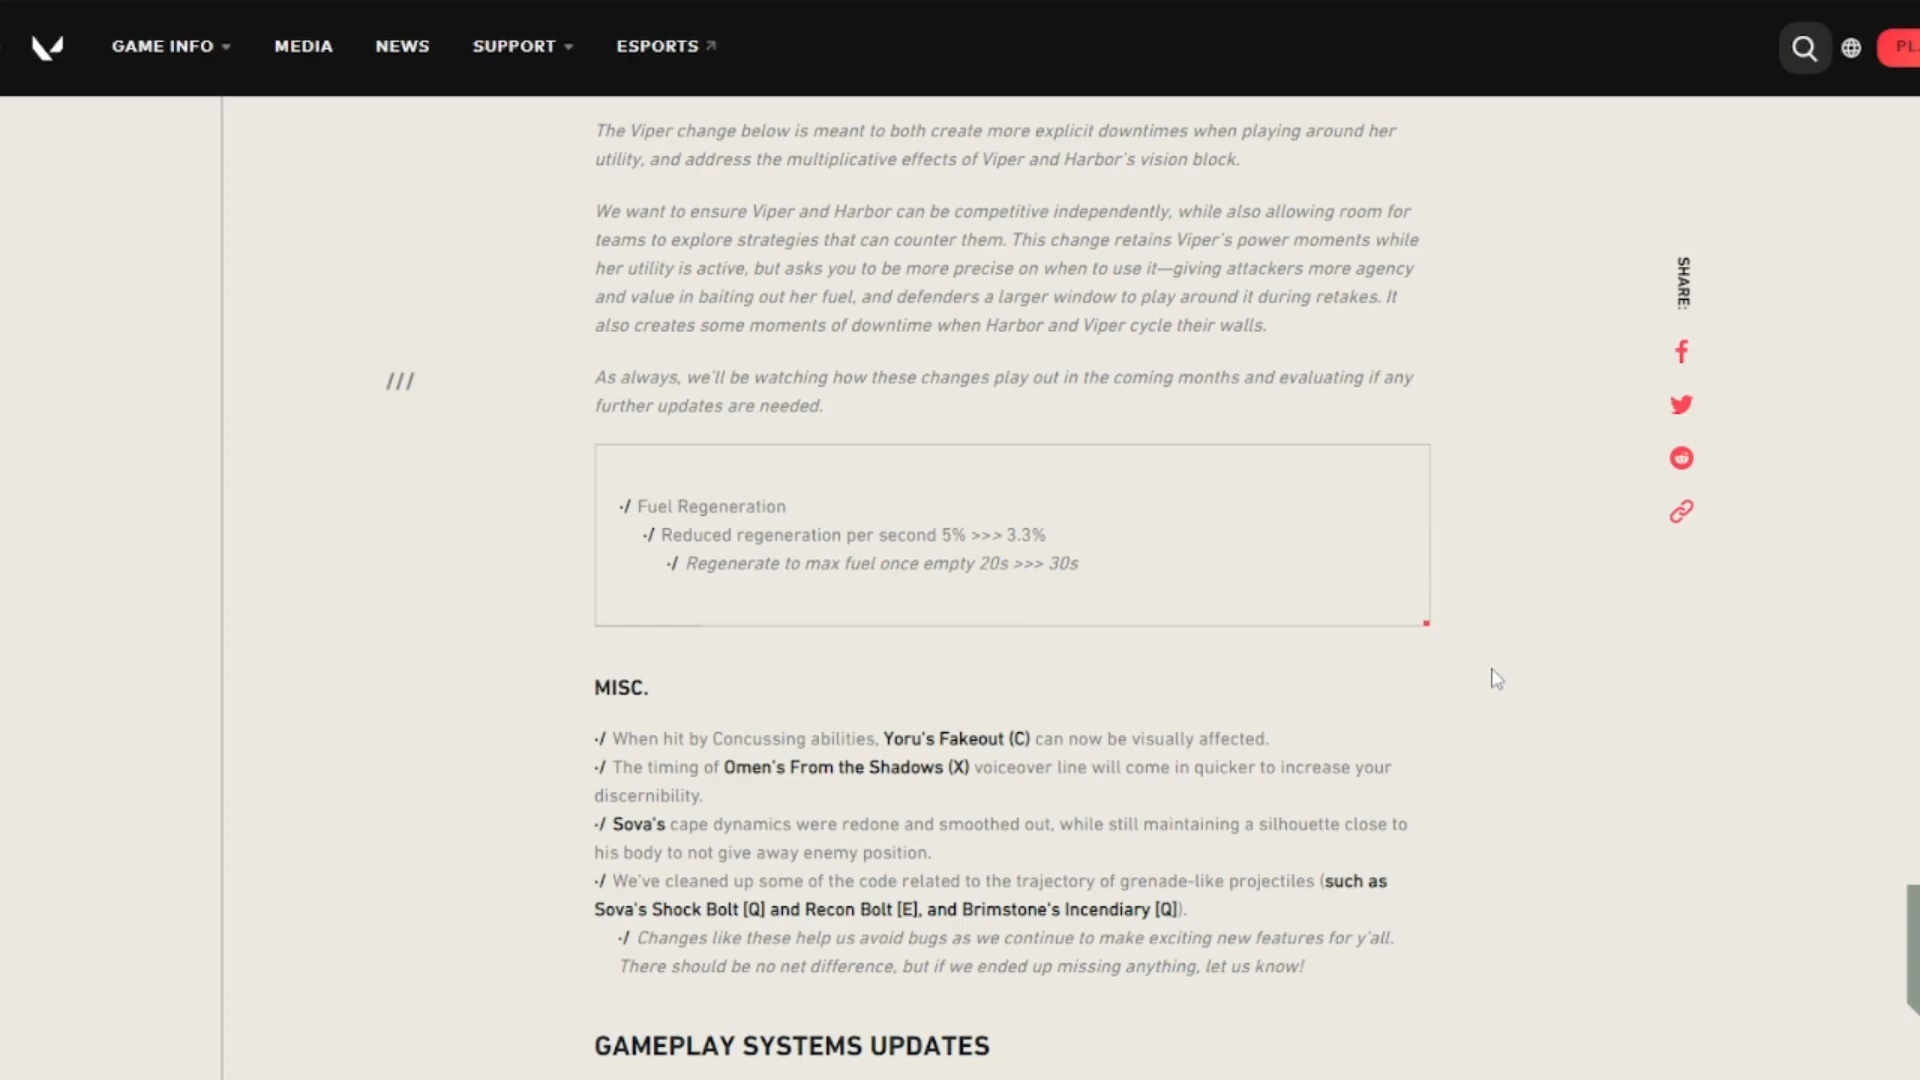 GAME INFO MEDIA NEWS SUPPORT ESPORTS
The Viper change below is meant to both create more explicit downtimes when playing around her
utility, and address the multiplicative effects of Viper and Harbor's vision block.
We want to ensure Viper and Harbor can be competitive independently, while also allowing room for
teams to explore strategies that can counter them. This change retains Viper's power moments while
her utility is active, but asks you to be more precise on when to use it—giving attackers more agency
and value in baiting out her fuel, and defenders a larger window to play around it during retakes. It
also creates some moments of downtime when Harbor and Viper cycle their walls.
///
As always, we'll be watching how these changes play out in the coming months and evaluating if any
further updates are needed.
·/ Fuel Regeneration
·/ Reduced regeneration per second 5% >>> 3.3%
·/ Regenerate to max fuel once empty 20s >>> 30s
MISC.
·/ When hit by Concussing abilities, Yoru's Fakeout (C) can now be visually affected.
·/ The timing of Omen's From the Shadows (X) voiceover line will come in quicker to increase your
discernibility.
·/ Sova's cape dynamics were redone and smoothed out, while still maintaining a silhouette close to
his body to not give away enemy position.
·/ We've cleaned up some of the code related to the trajectory of grenade-like projectiles (such as
Sova's Shock Bolt [Q] and Recon Bolt [E], and Brimstone's Incendiary [Q]).
·/ Changes like these help us avoid bugs as we continue to make exciting new features for y'all.
There should be no net difference, but if we ended up missing anything, let us know!
GAMEPLAY SYSTEMS UPDATES
SHARE: